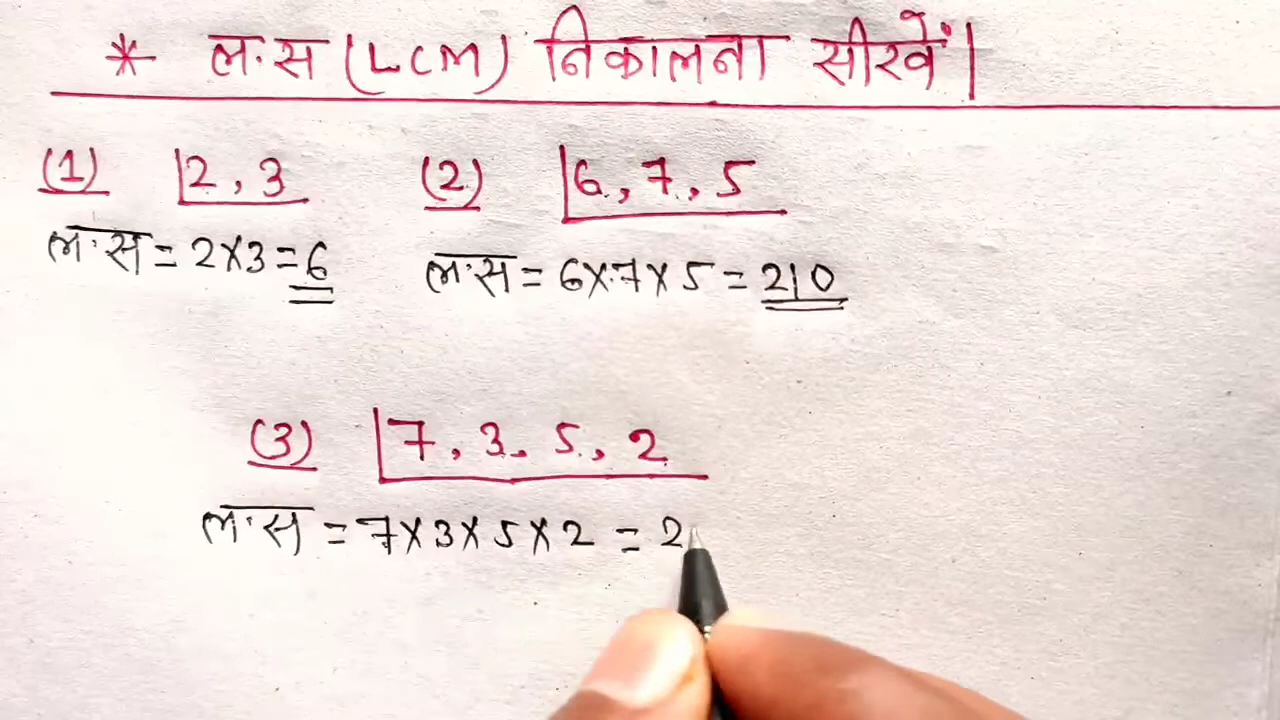 * ल.स (LCM) निकालना सीखें।
(1) 2, 3
ल.स = 2×3 = 6
(2) 6, 7, 5
ल.स = 6×7×5 = 210
(3) 7, 3, 5, 2
ल.स = 7×3×5×2 = 2